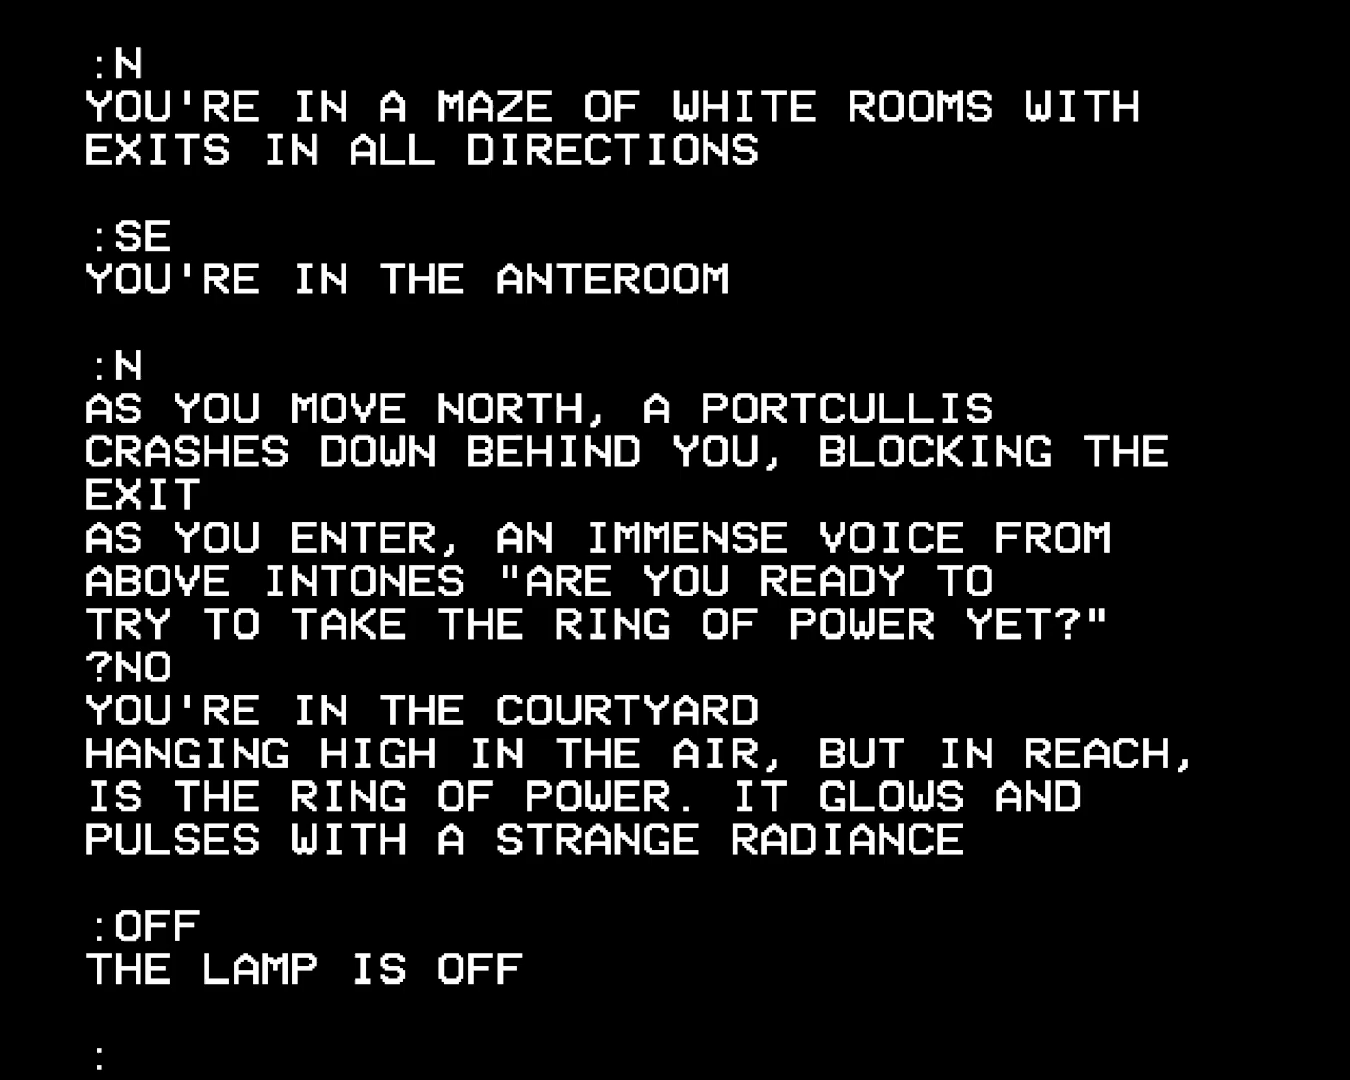 :N
YOU'RE IN A MAZE OF WHITE ROOMS WITH
EXITS IN ALL DIRECTIONS
:SE
YOU'RE IN THE ANTEROOM
:N
AS YOU MOVE NORTH, A PORTCULLIS
CRASHES DOWN BEHIND YOU, BLOCKING THE
EXIT
AS YOU ENTER, AN IMMENSE VOICE FROM
ABOVE INTONES "ARE YOU READY TO
TRY TO TAKE THE RING OF POWER YET?"
?NO
YOU'RE IN THE COURTYARD
HANGING HIGH IN THE AIR, BUT IN REACH,
IS THE RING OF POWER. IT GLOWS AND
PULSES WITH A STRANGE RADIANCE
:OFF
THE LAMP IS OFF
: